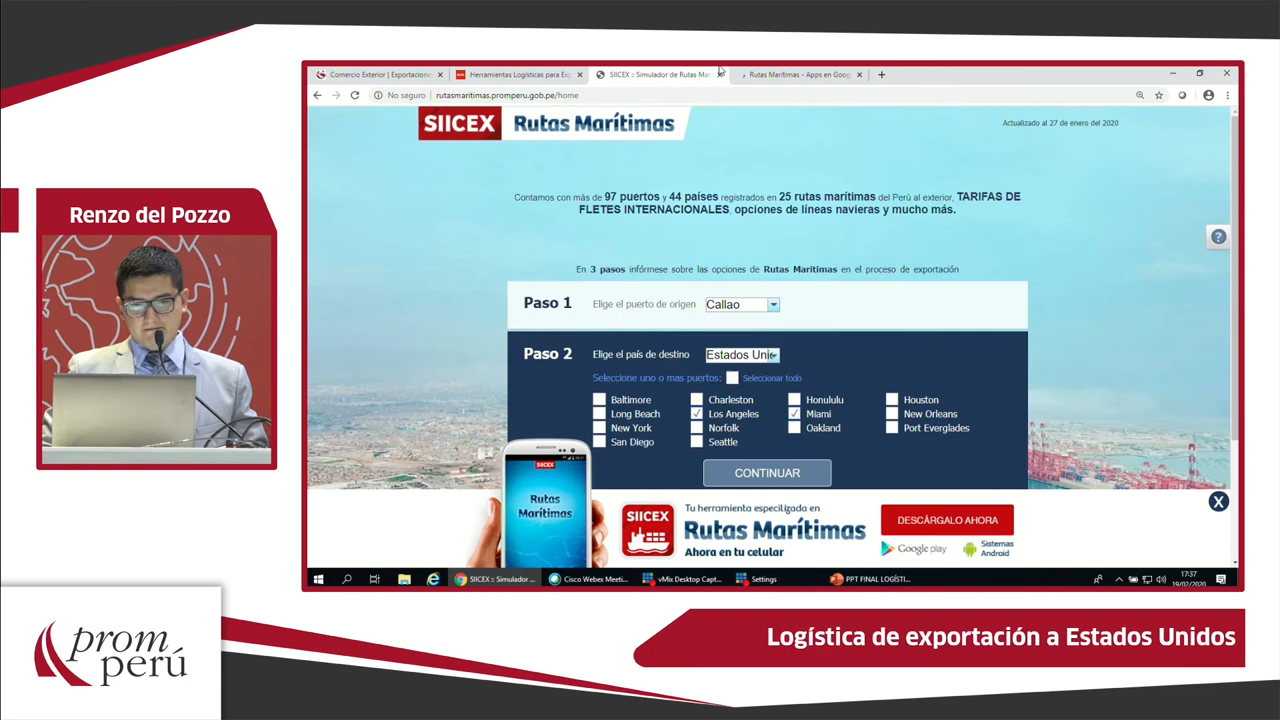 Renzo del Pozzo
Comercio Exterior | Exportacione
Herramientas Logísticas para Exp
SIICEX :: Simulador de Rutas Mar
Rutas Marítimas - Apps en Goog
No seguro | rutasmaritimas.promperu.gob.pe/home
SIICEX Rutas Marítimas
Actualizado al 27 de enero del 2020
Contamos con más de 97 puertos y 44 países registrados en 25 rutas marítimas del Perú al exterior, TARIFAS DE
FLETES INTERNACIONALES, opciones de líneas navieras y mucho más.
?
En 3 pasos infórmese sobre las opciones de Rutas Marítimas en el proceso de exportación
Paso 1 Elige el puerto de origen Callao
Paso 2 Elige el país de destino Estados Uni
Seleccione uno o mas puertos: Seleccionar todo
Baltimore Charleston Honululu Houston
Long Beach Los Angeles Miami New Orleans
New York Norfolk Oakland Port Everglades
San Diego Seattle
CONTINUAR
X
SIICEX
Rutas
Marítimas
SIICEX
Tu herramienta especilizada en
Rutas Marítimas
Ahora en tu celular
DESCÁRGALO AHORA
Google play
Sistemas
Android
SIICEX :: Simulador ...
Cisco Webex Meeti...
vMix Desktop Capt...
Settings
PPT FINAL LOGÍSTI...
17:37
19/02/2020
prom
perú
Logística de exportación a Estados Unidos